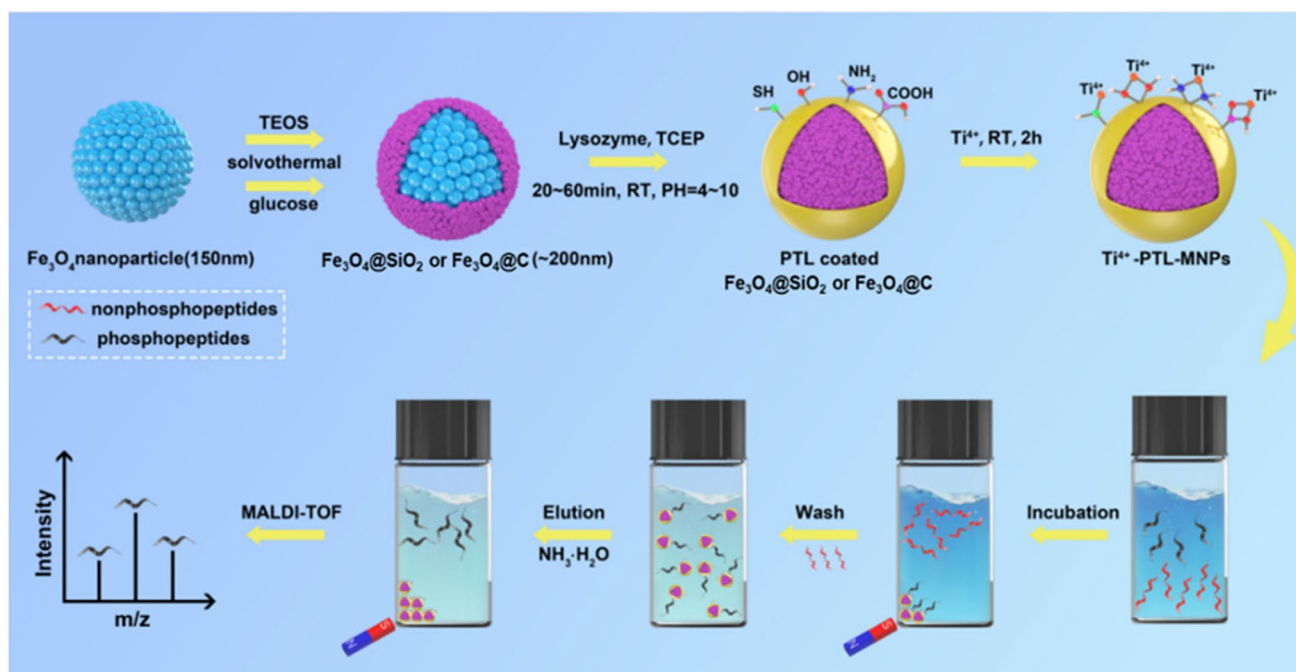 TEOS
solvothermal
glucose
Fe₃O₄ nanoparticle(150nm)
Fe₃O₄@SiO₂ or Fe₃O₄@C (~200nm)
Lysozyme, TCEP
20~60min, RT, PH=4~10
SH
OH
NH₂
COOH
PTL coated
Fe₃O₄@SiO₂ or Fe₃O₄@C
Ti⁴⁺, RT, 2h
Ti⁴⁺
Ti⁴⁺
Ti⁴⁺
Ti⁴⁺
Ti⁴⁺ -PTL-MNPs
nonphosphopeptides
phosphopeptides
Incubation
Wash
Elution
NH₃·H₂O
MALDI-TOF
Intensity
m/z
S
N
S
N